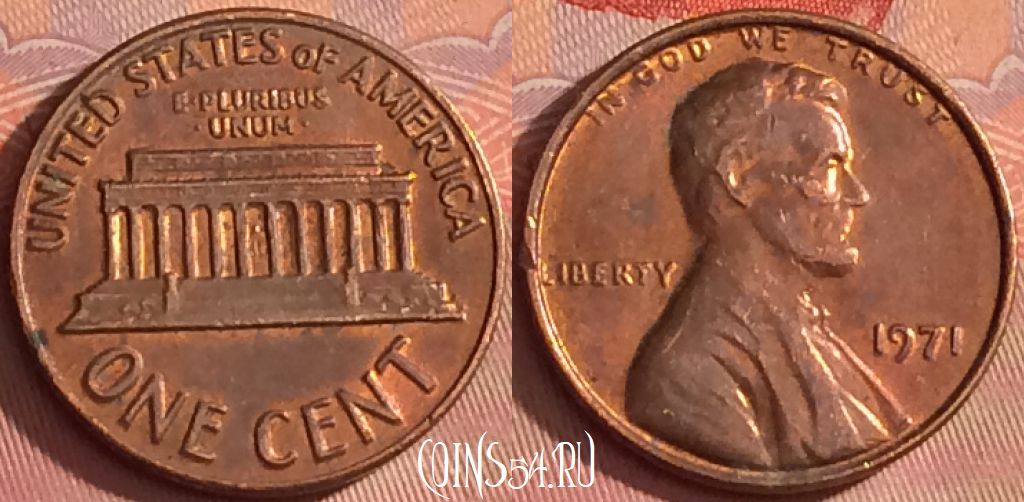 UNITED STATES OF AMERICA
E·PLURIBUS
·UNUM·
ONE CENT
IN GOD WE TRUST
LIBERTY
1971
COINS54.RU